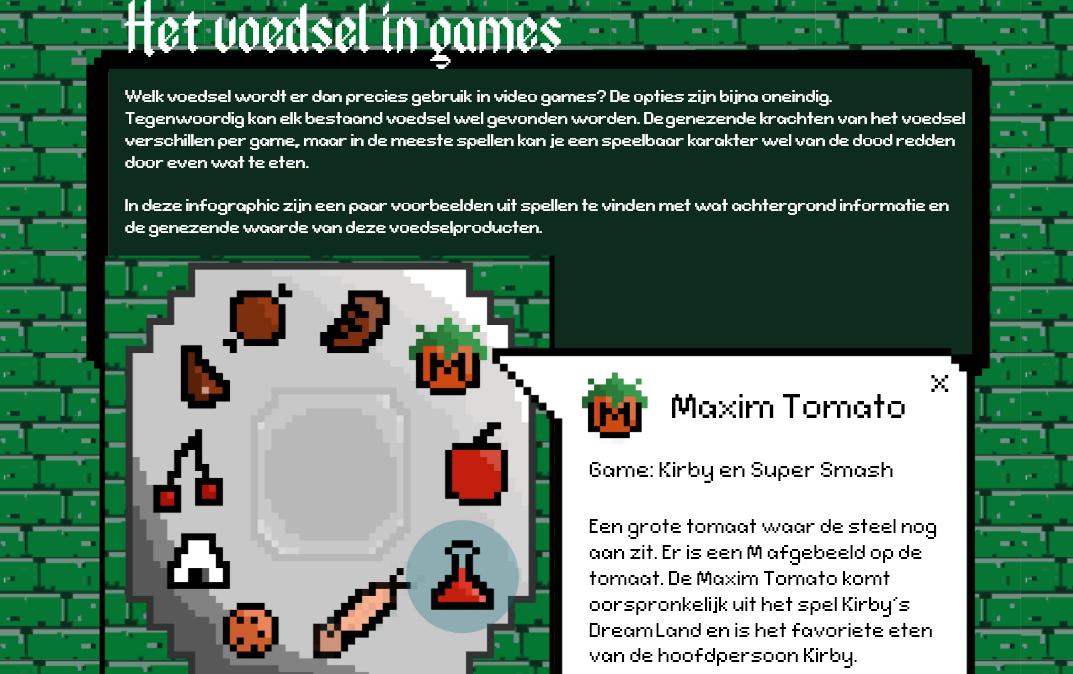 Het voedsel in games
Welk voedsel wordt er dan precies gebruik in video games? De opties zijn bijna oneindig.
Tegenwoordig kan elk bestaand voedsel wel gevonden worden. De genezende krachten van het voedsel
verschillen per game, maar in de meeste spellen kan je een speelbaar karakter wel van de dood redden
door even wat te eten.
In deze infographic zijn een paar voorbeelden uit spellen te vinden met wat achtergrond informatie en
de genezende waarde van deze voedselproducten.
M
M
Maxim Tomato
Game: Kirby en Super Smash
Een grote tomaat waar de steel nog
aan zit. Er is een M afgebeeld op de
tomaat. De Maxim Tomato komt
oorspronkelijk uit het spel Kirby's
DreamLand en is het favoriete eten
van de hoofdpersoon Kirby.